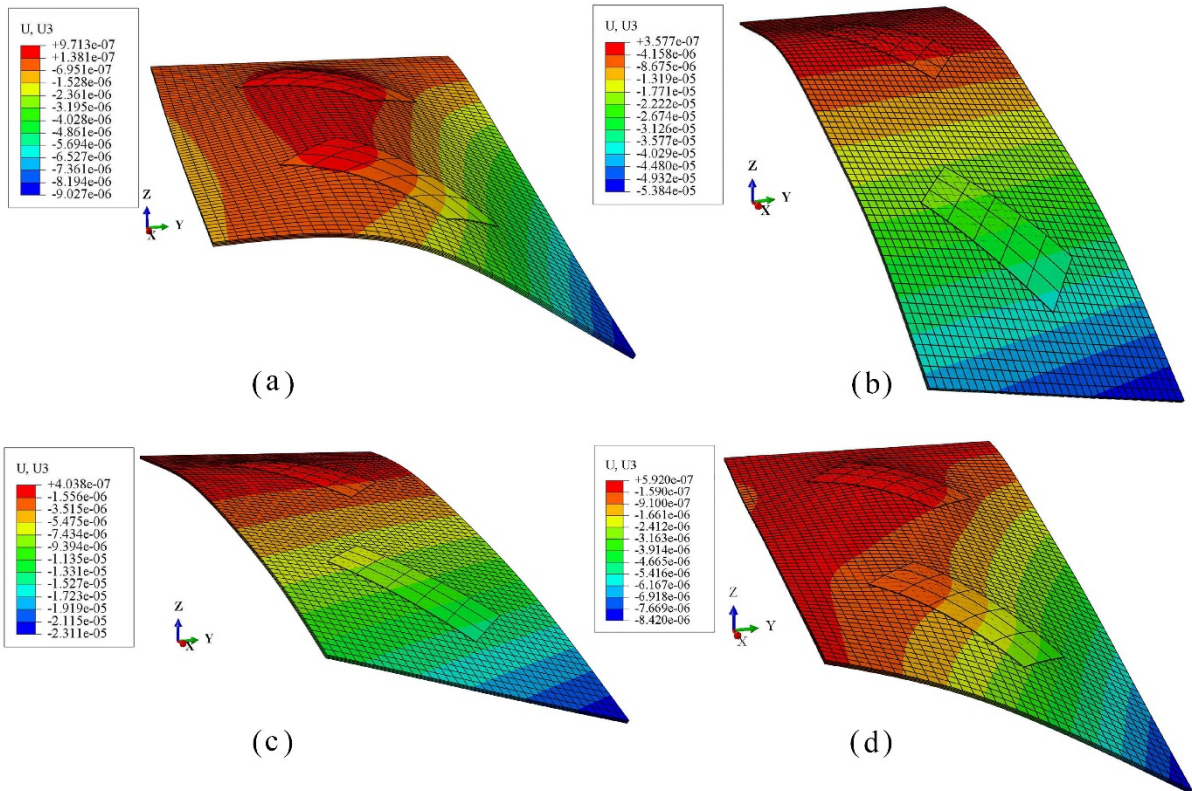 U, U3
+9.713e-07
+1.381e-07
-6.951e-07
-1.528e-06
-2.361e-06
-3.195e-06
-4.028e-06
-4.861e-06
-5.694e-06
-6.527e-06
-7.361e-06
-8.194e-06
-9.027e-06
Z
Y
X
(a)
U, U3
+3.577e-07
-4.158e-06
-8.675e-06
-1.319e-05
-1.771e-05
-2.222e-05
-2.674e-05
-3.126e-05
-3.577e-05
-4.029e-05
-4.480e-05
-4.932e-05
-5.384e-05
Z
Y
X
(b)
U, U3
+4.038e-07
-1.556e-06
-3.515e-06
-5.475e-06
-7.434e-06
-9.394e-06
-1.135e-05
-1.331e-05
-1.527e-05
-1.723e-05
-1.919e-05
-2.115e-05
-2.311e-05
Z
Y
X
(c)
U, U3
+5.920e-07
-1.590e-07
-9.100e-07
-1.661e-06
-2.412e-06
-3.163e-06
-3.914e-06
-4.665e-06
-5.416e-06
-6.167e-06
-6.918e-06
-7.669e-06
-8.420e-06
Z
Y
X
(d)